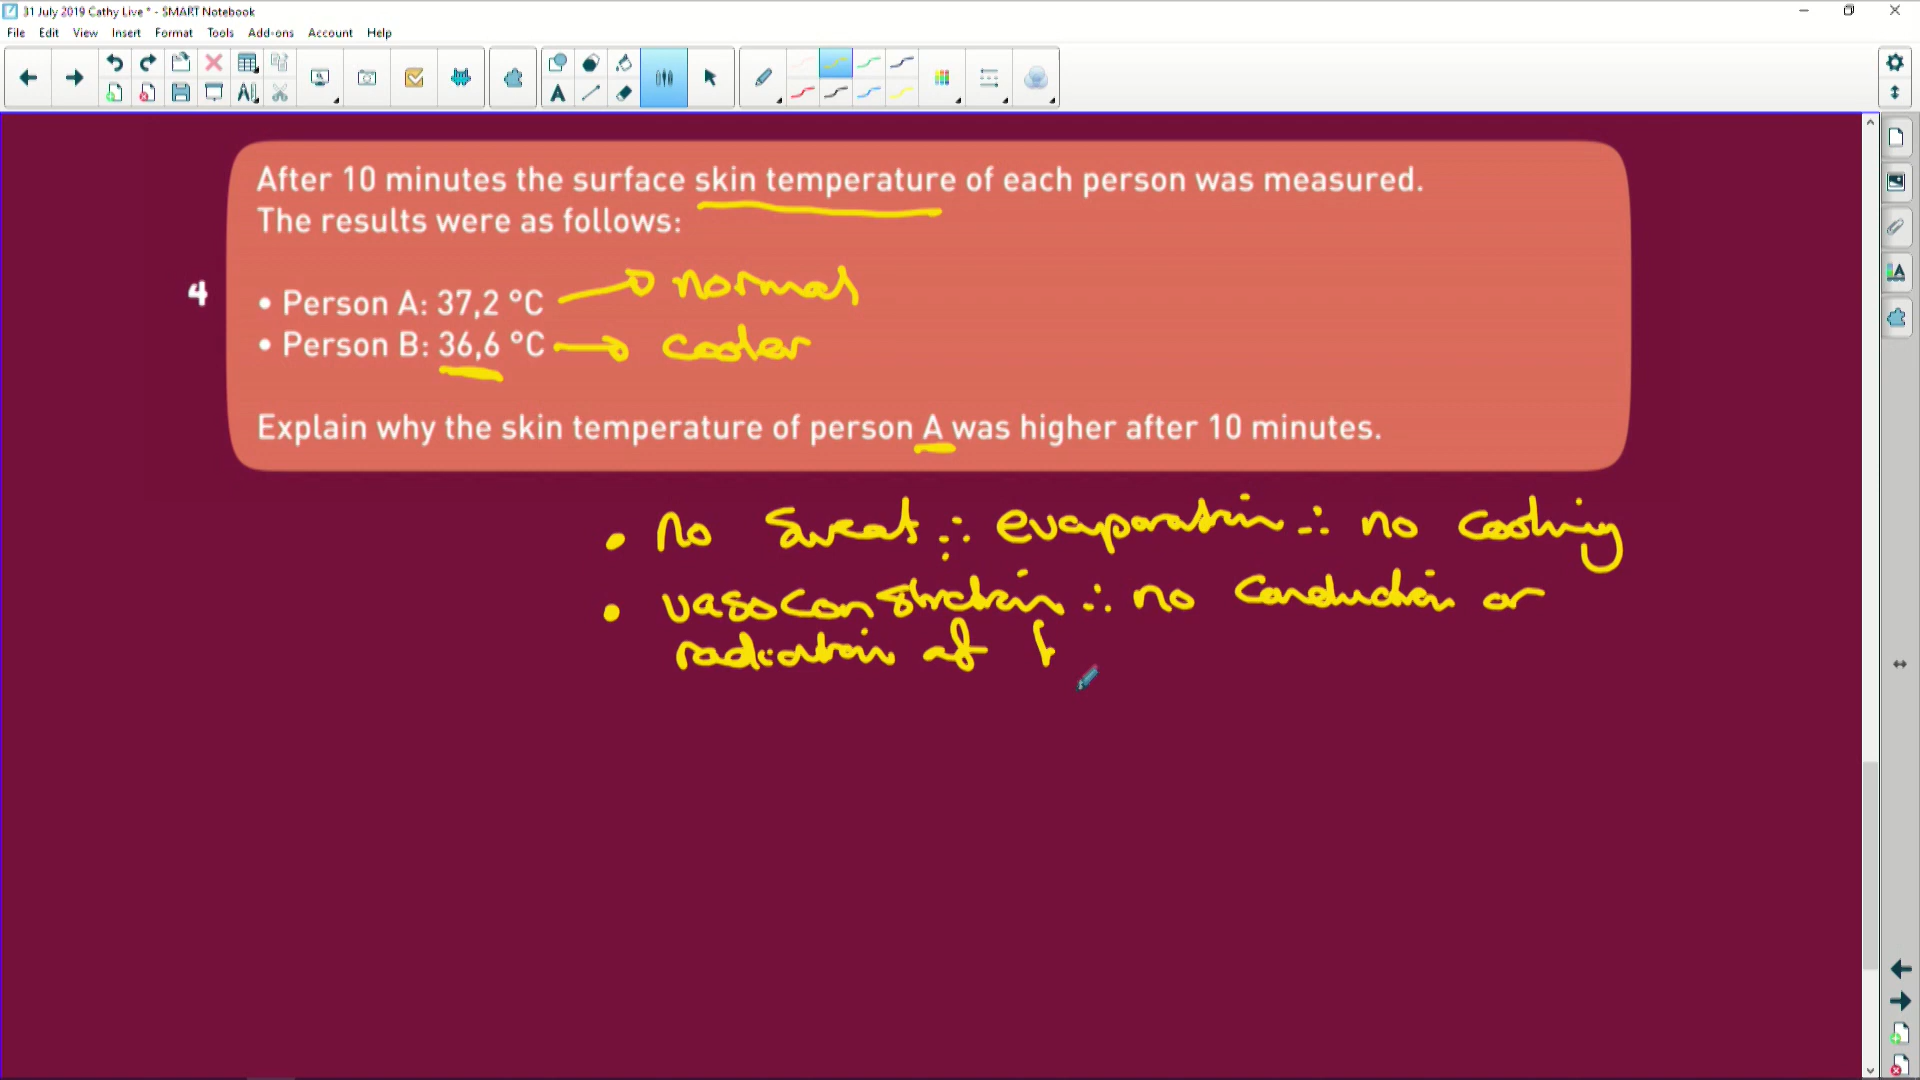 31 July 2019 Cathy Live * - SMART Notebook
File Edit View Insert Format Tools Add-ons Account Help
After 10 minutes the surface skin temperature of each person was measured.
The results were as follows:
4
• Person A: 37,2 °C → normal
• Person B: 36,6 °C → cooler
Explain why the skin temperature of person A was higher after 10 minutes.
• no sweat ∴ evaporation ∴ no cooling
• vasoconstriction ∴ no conduction or
radiation of